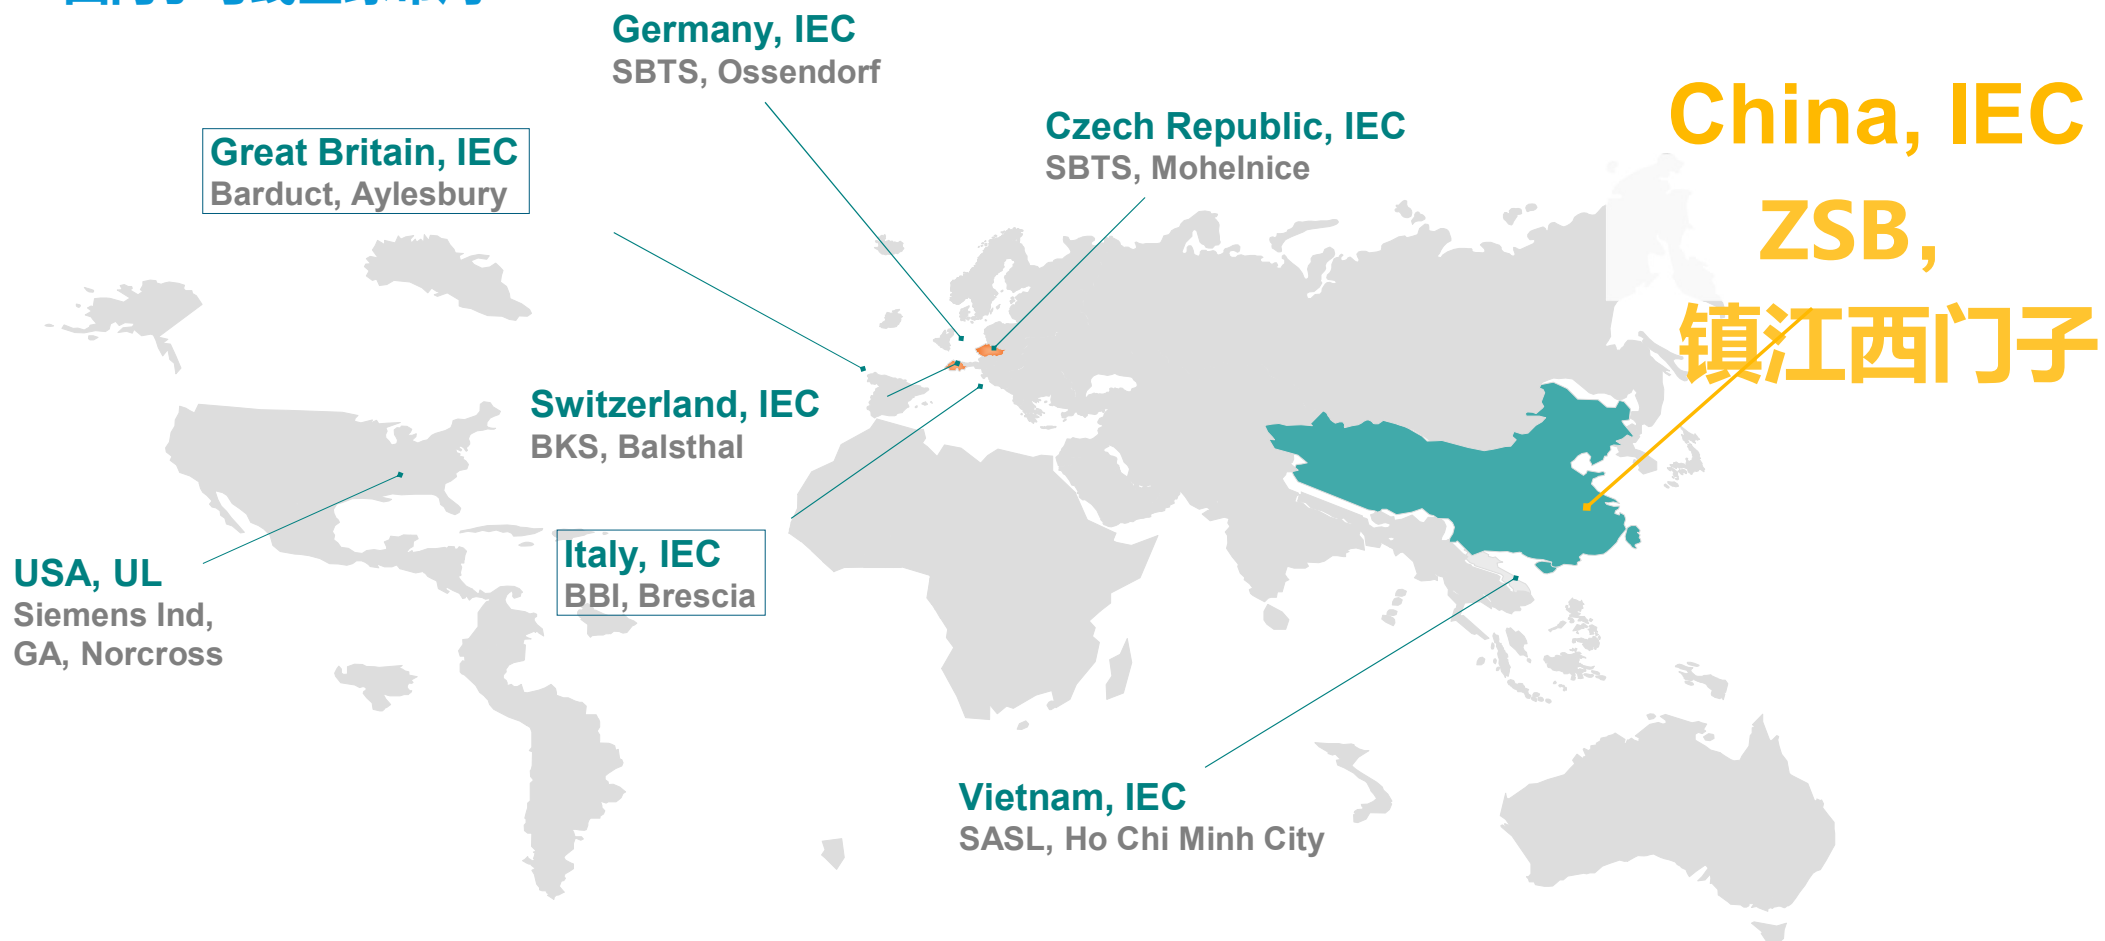 Germany, IEC
SBTS, Ossendorf
China, IEC
ZSB,
镇江西门子
Czech Republic, IEC
SBTS, Mohelnice
Great Britain, IEC
Barduct, Aylesbury
Switzerland, IEC
BKS, Balsthal
Italy, IEC
BBI, Brescia
USA, UL
Siemens Ind,
GA, Norcross
Vietnam, IEC
SASL, Ho Chi Minh City